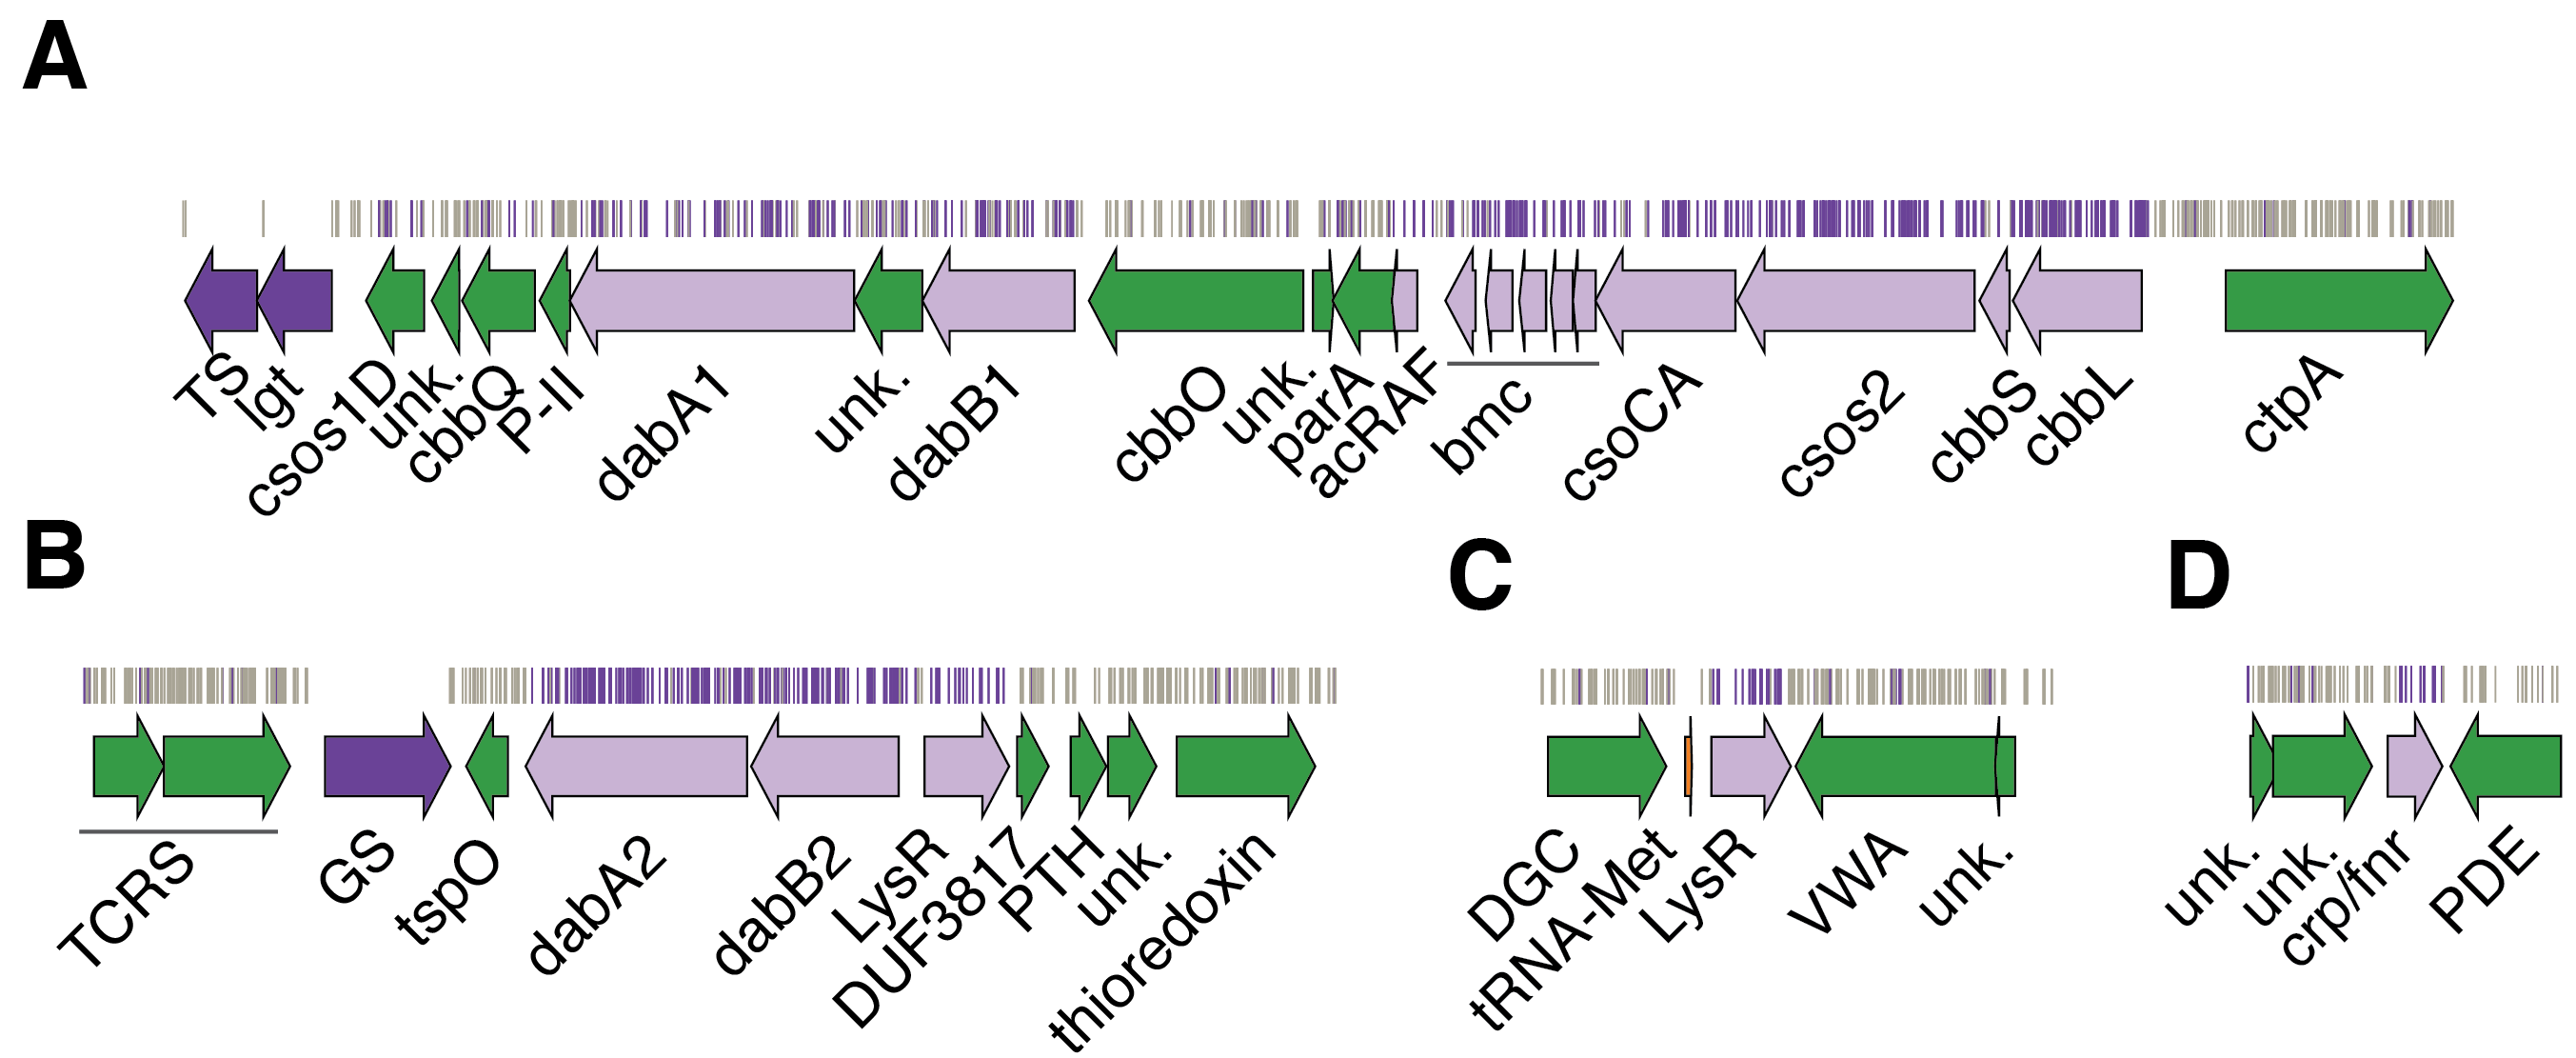 A
TS
lgt
csos1D
unk.
cbbQ
P-II
dabA1
unk.
dabB1
cbbO
unk.
parA
acRAF
bmc
csoCA
csos2
cbbS
cbbL
ctpA
B
TCRS
GS
tspO
dabA2
dabB2
LysR
DUF3817
PTH
unk.
thioredoxin
C
DGC
tRNA-Met
LysR
VWA
unk.
D
unk.
unk.
crp/fnr
PDE